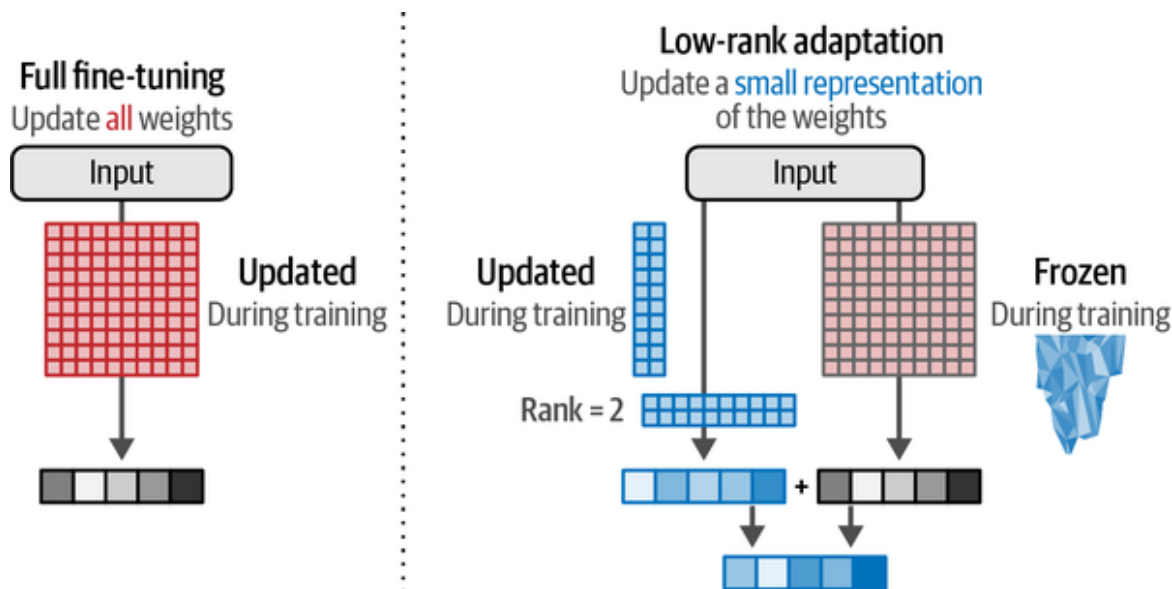 Full fine-tuning
Update all weights
Input
Updated
During training
Low-rank adaptation
Update a small representation
of the weights
Input
Updated
During training
Rank = 2
Frozen
During training
+